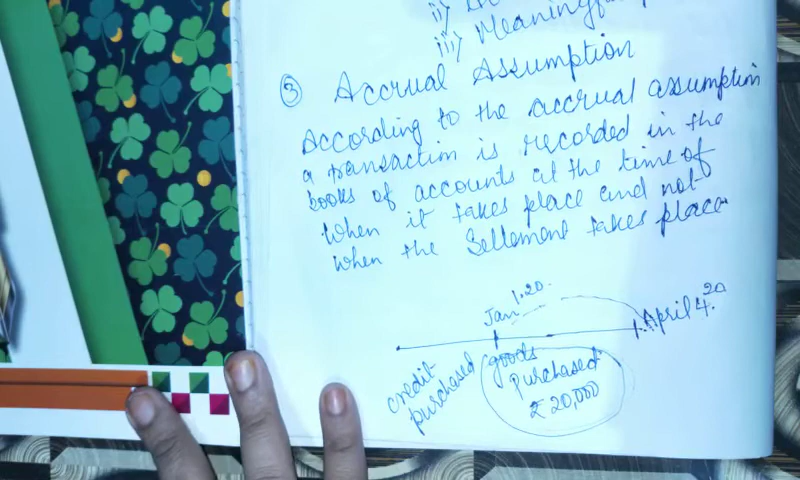 ii)
iii) Meaningful
③ Accrual Assumption
According to the accrual assumption
a transaction is recorded in the
books of accounts at the time of
when it takes place and not
when the Settlement takes place
Jan 1.20. April 4.20
credit purchased goods purchased
₹ 20,000